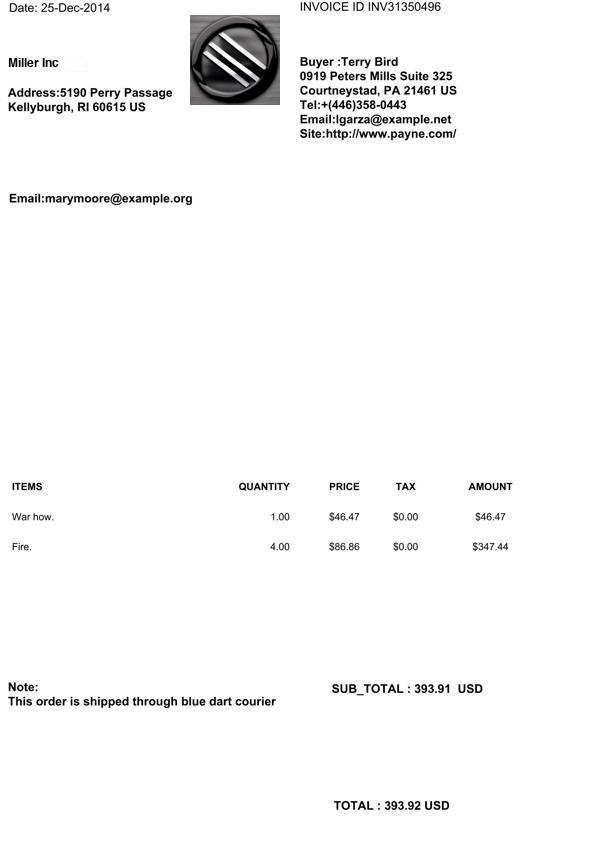 Date: 25-Dec-2014
INVOICE ID INV31350496
Miller Inc
Address:5190 Perry Passage
Kellyburgh, RI 60615 US
Buyer :Terry Bird
0919 Peters Mills Suite 325
Courtneystad, PA 21461 US
Tel:+(446)358-0443
Email:lgarza@example.net
Site:http://www.payne.com/
Email:marymoore@example.org
ITEMS QUANTITY PRICE TAX AMOUNT
War how. 1.00 $46.47 $0.00 $46.47
Fire. 4.00 $86.86 $0.00 $347.44
Note:
This order is shipped through blue dart courier
SUB_TOTAL : 393.91 USD
TOTAL : 393.92 USD